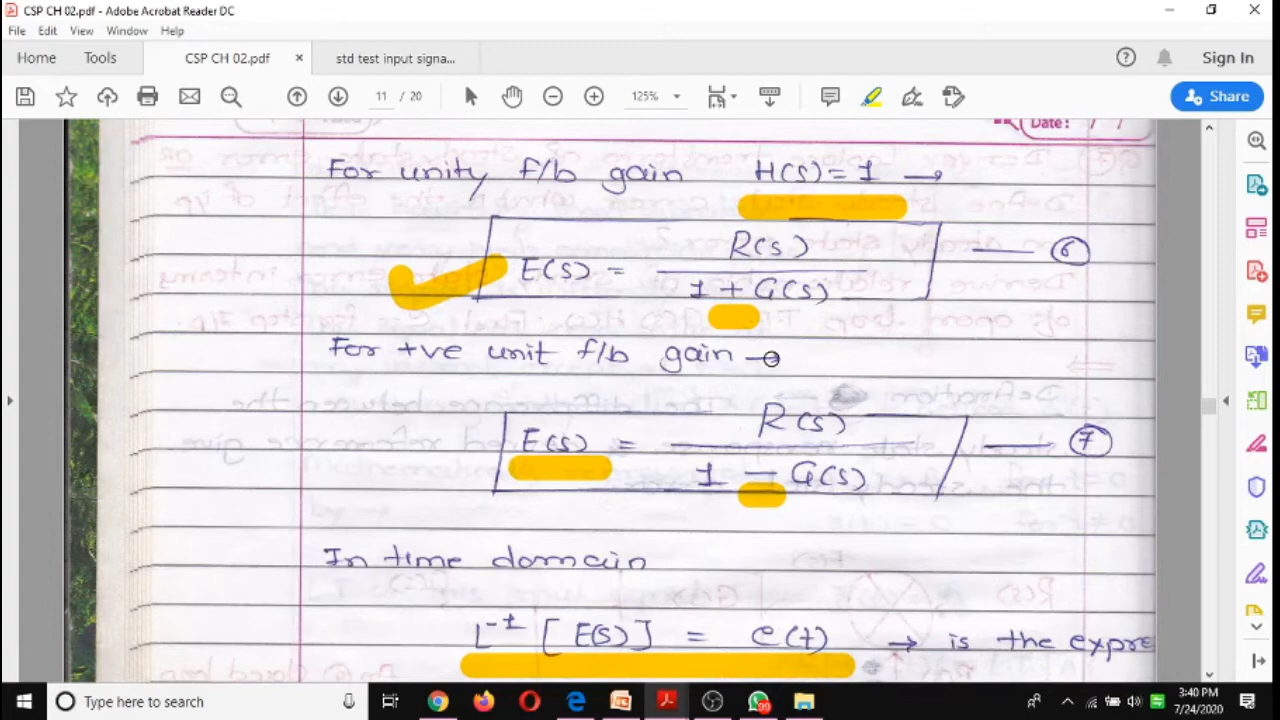 CSP CH 02.pdf - Adobe Acrobat Reader DC
File Edit View Window Help
Home Tools CSP CH 02.pdf × std test input signa...
Sign In
11 / 20 125% Share
Date: / /
For unity f/b gain H(s) = 1 →
E(s) = R(s) / 1 + G(s) — 6
For +ve unit f/b gain →
E(s) = R(s) / 1 - G(s) — 7
In time domain
L⁻¹ [E(s)] = e(t) → is the expre
Type here to search
99
3:40 PM
7/24/2020